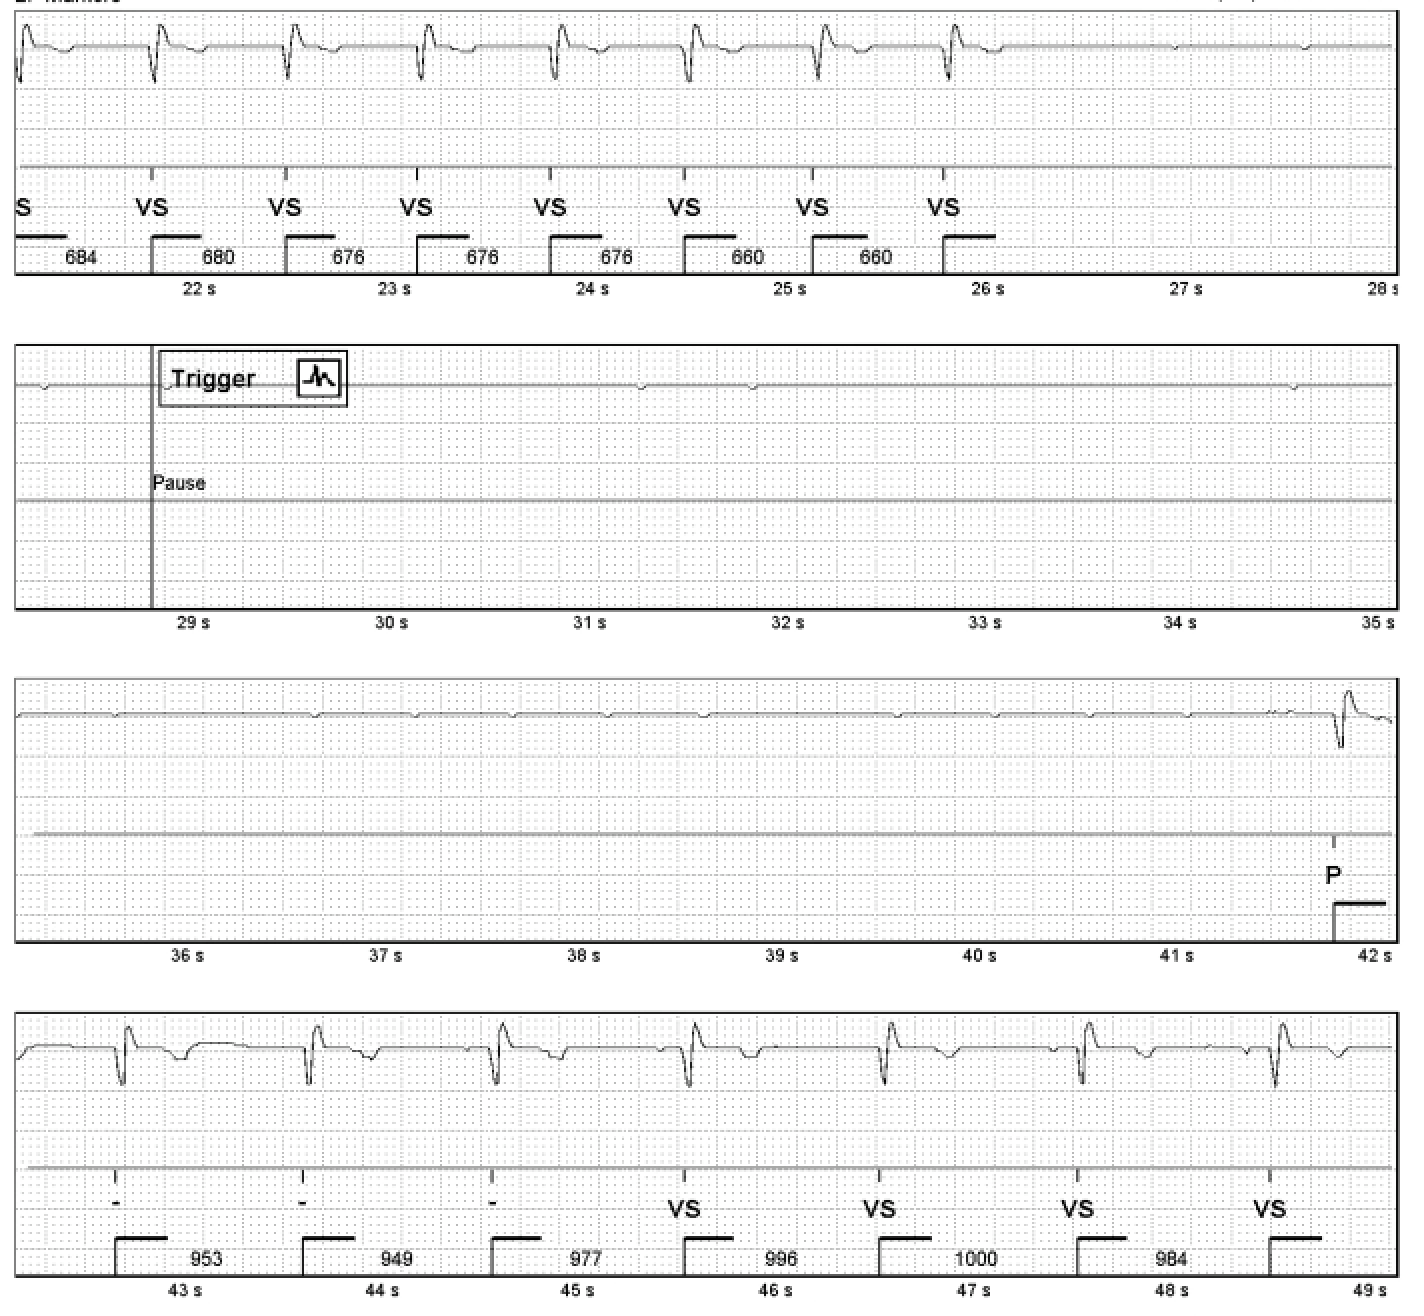 S VS VS VS VS VS VS VS
684 680 676 676 676 660 660
22 s 23 s 24 s 25 s 26 s 27 s 28 s
Trigger
Pause
29 s 30 s 31 s 32 s 33 s 34 s 35 s
P
36 s 37 s 38 s 39 s 40 s 41 s 42 s
- - - VS VS VS VS
953 949 977 996 1000 984
43 s 44 s 45 s 46 s 47 s 48 s 49 s